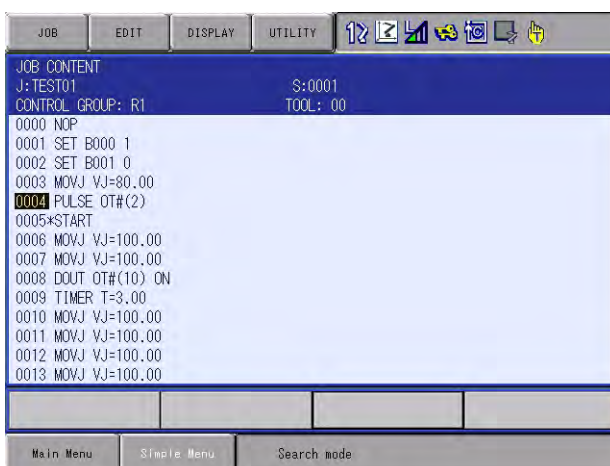 JOB EDIT DISPLAY UTILITY
JOB CONTENT
J:TEST01 S:0001
CONTROL GROUP: R1 TOOL: 00
0000 NOP
0001 SET B000 1
0002 SET B001 0
0003 MOVJ VJ=80.00
0004 PULSE OT#(2)
0005*START
0006 MOVJ VJ=100.00
0007 MOVJ VJ=100.00
0008 DOUT OT#(10) ON
0009 TIMER T=3.00
0010 MOVJ VJ=100.00
0011 MOVJ VJ=100.00
0012 MOVJ VJ=100.00
0013 MOVJ VJ=100.00
Main Menu Simple Menu Search mode